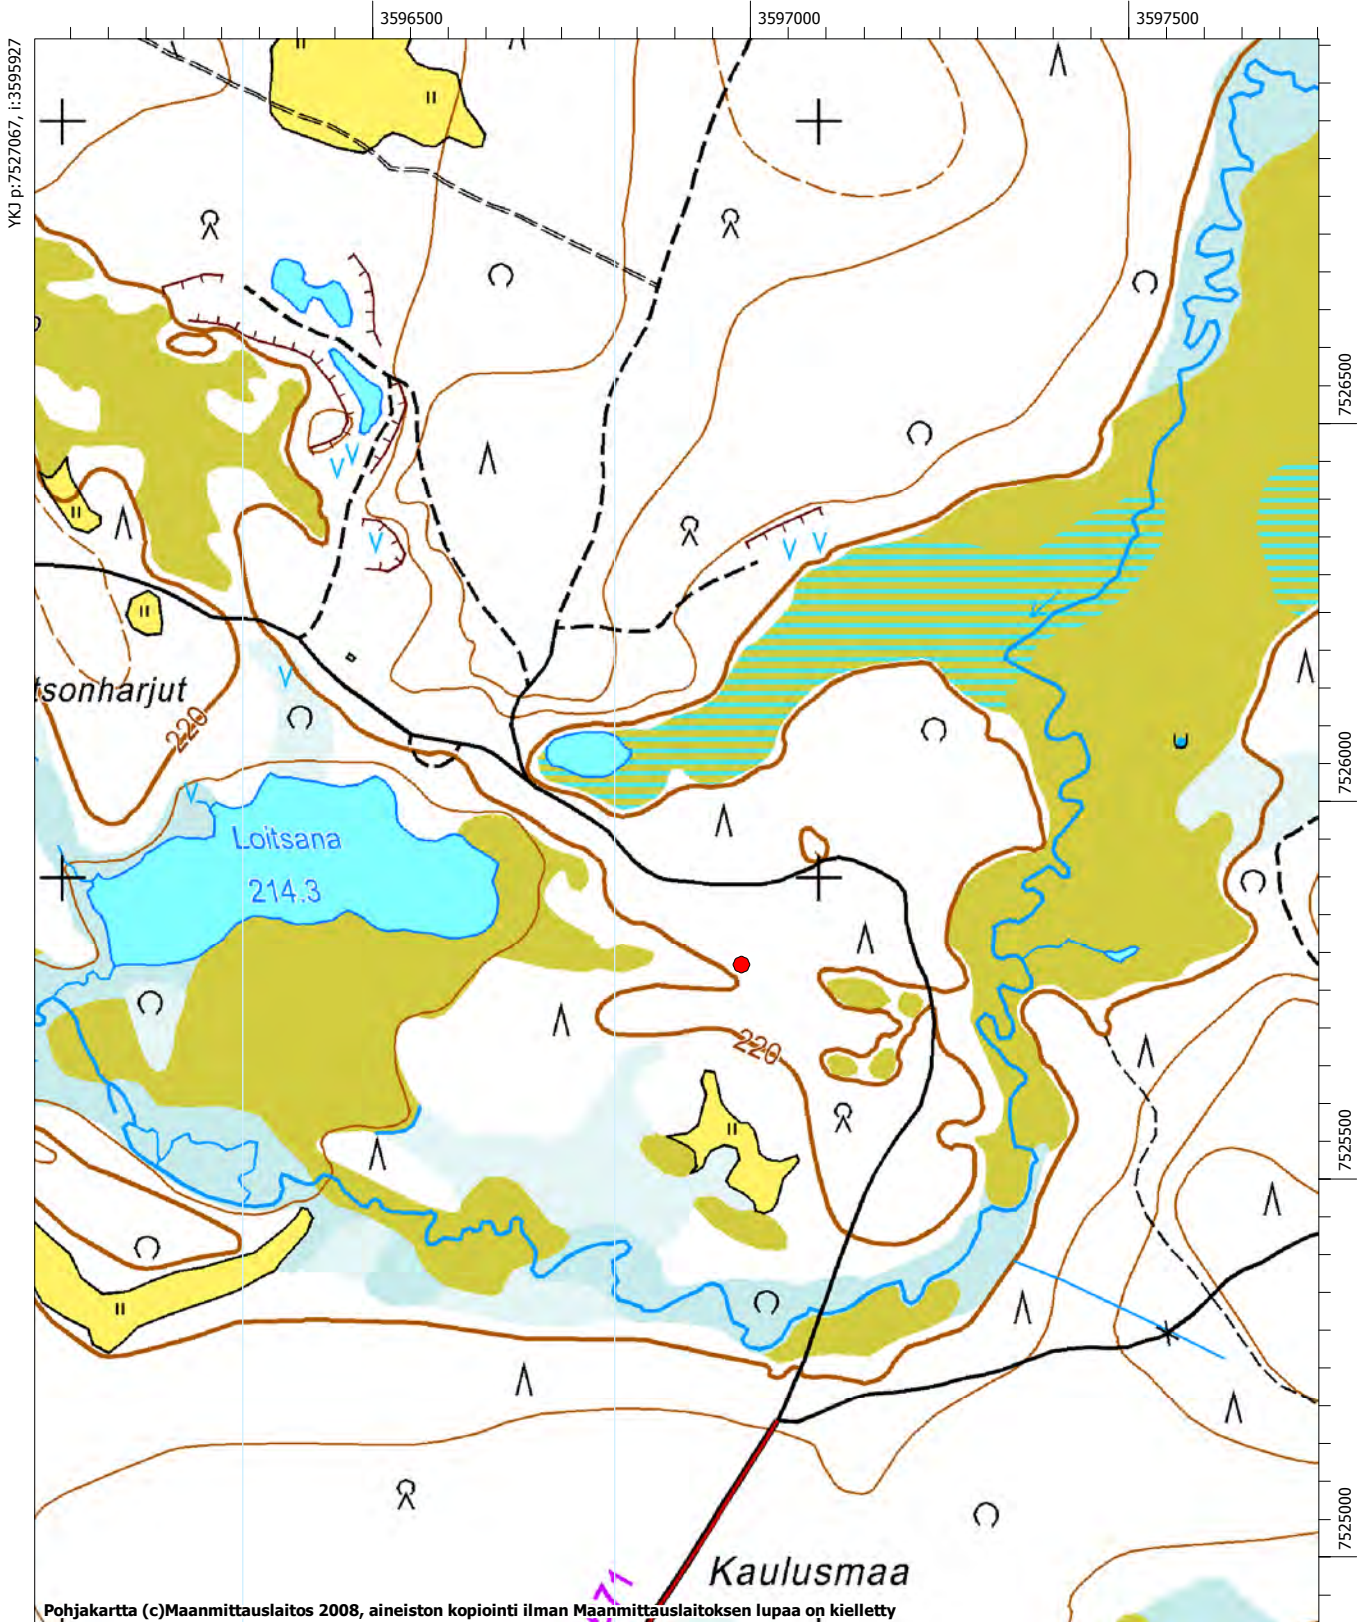 3596500
3597000
3597500
YKJ p:7527067, i:3595927
7526500
tsonharjut
220
7526000
Loitsana
214.3
220
7525500
7525000
Kaulusmaa
71
Pohjakartta (c)Maanmittauslaitos 2008, aineiston kopiointi ilman Maanmittauslaitoksen lupaa on kielletty